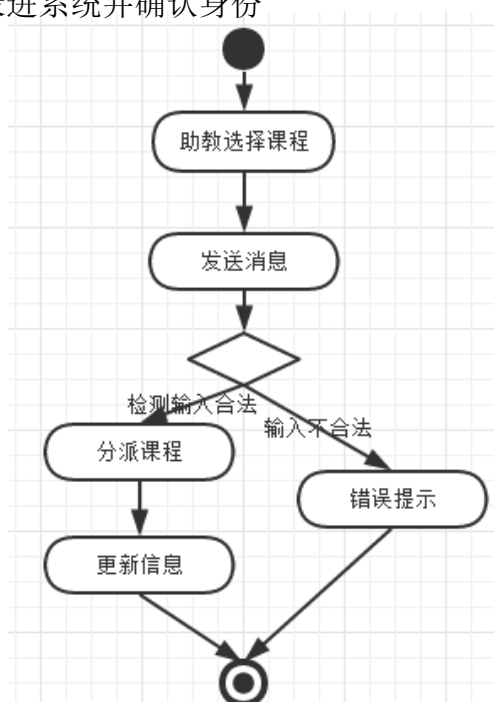 进系统并确认身份
助教选择课程
发送消息
检测输入合法
输入不合法
分派课程
错误提示
更新信息